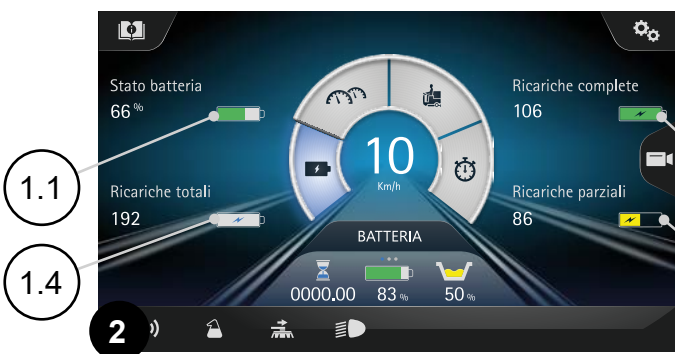 Stato batteria
66 %
Ricariche complete
106
1.1
10
Km/h
Ricariche totali
192
Ricariche parziali
86
1.4
BATTERIA
0000.00 83 % 50 %
2